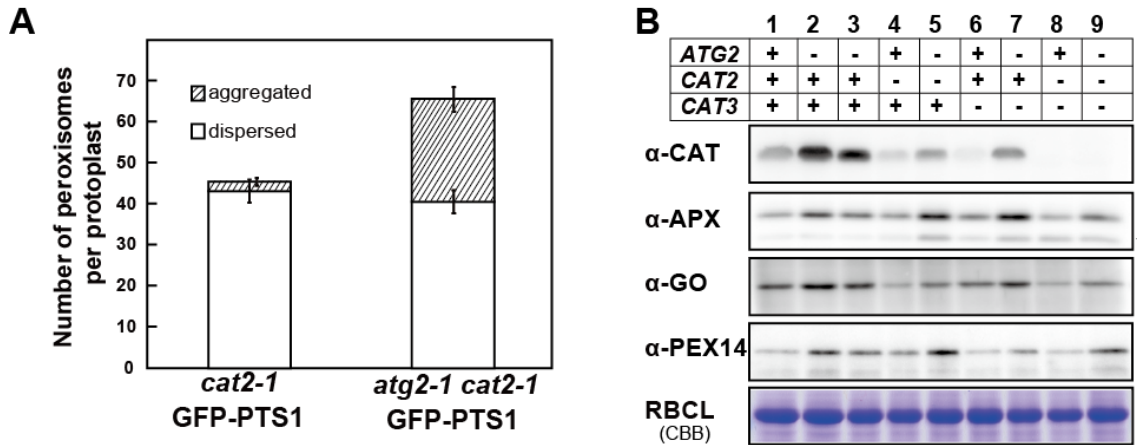 A
Number of peroxisomes
per protoplast
70
60
50
40
30
20
10
0
aggregated
dispersed
cat2-1
GFP-PTS1
atg2-1 cat2-1
GFP-PTS1
B
1 2 3 4 5 6 7 8 9
ATG2 + - - + - + - + -
CAT2 + + + - - + + - -
CAT3 + + + + + - - - -
α-CAT
α-APX
α-GO
α-PEX14
RBCL
(CBB)